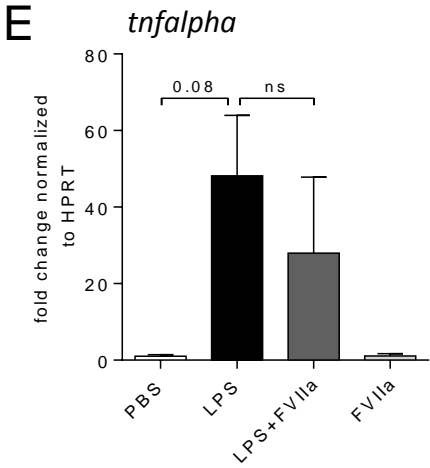 E
tnfalpha
80
60
40
20
0
fold change normalized
to HPRT
0.08
ns
PBS
LPS
LPS+FVIIa
FVIIa